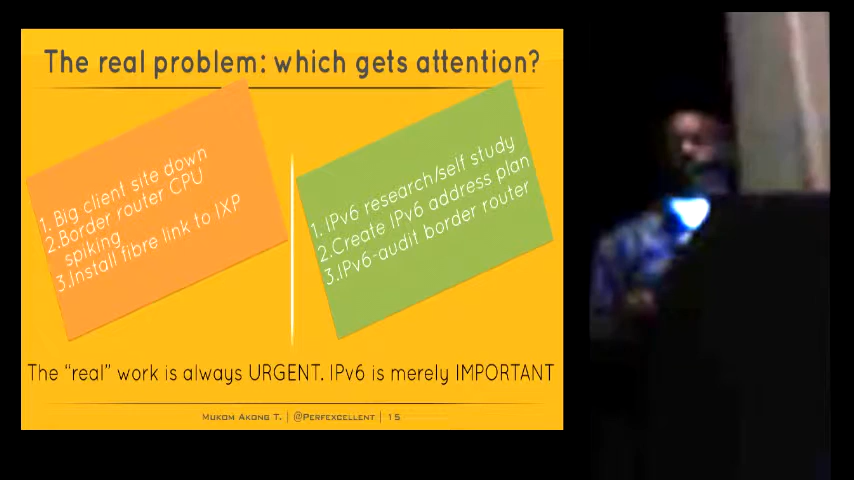 The real problem: which gets attention?
1. Big client site down
2.Border router CPU
spiking
3.Install fibre link to IXP
1. IPv6 research/self study
2.Create IPv6 address plan
3.IPv6-audit border router
The “real” work is always URGENT. IPv6 is merely IMPORTANT
Mukom Akong T. | @Perfexcellent | 15